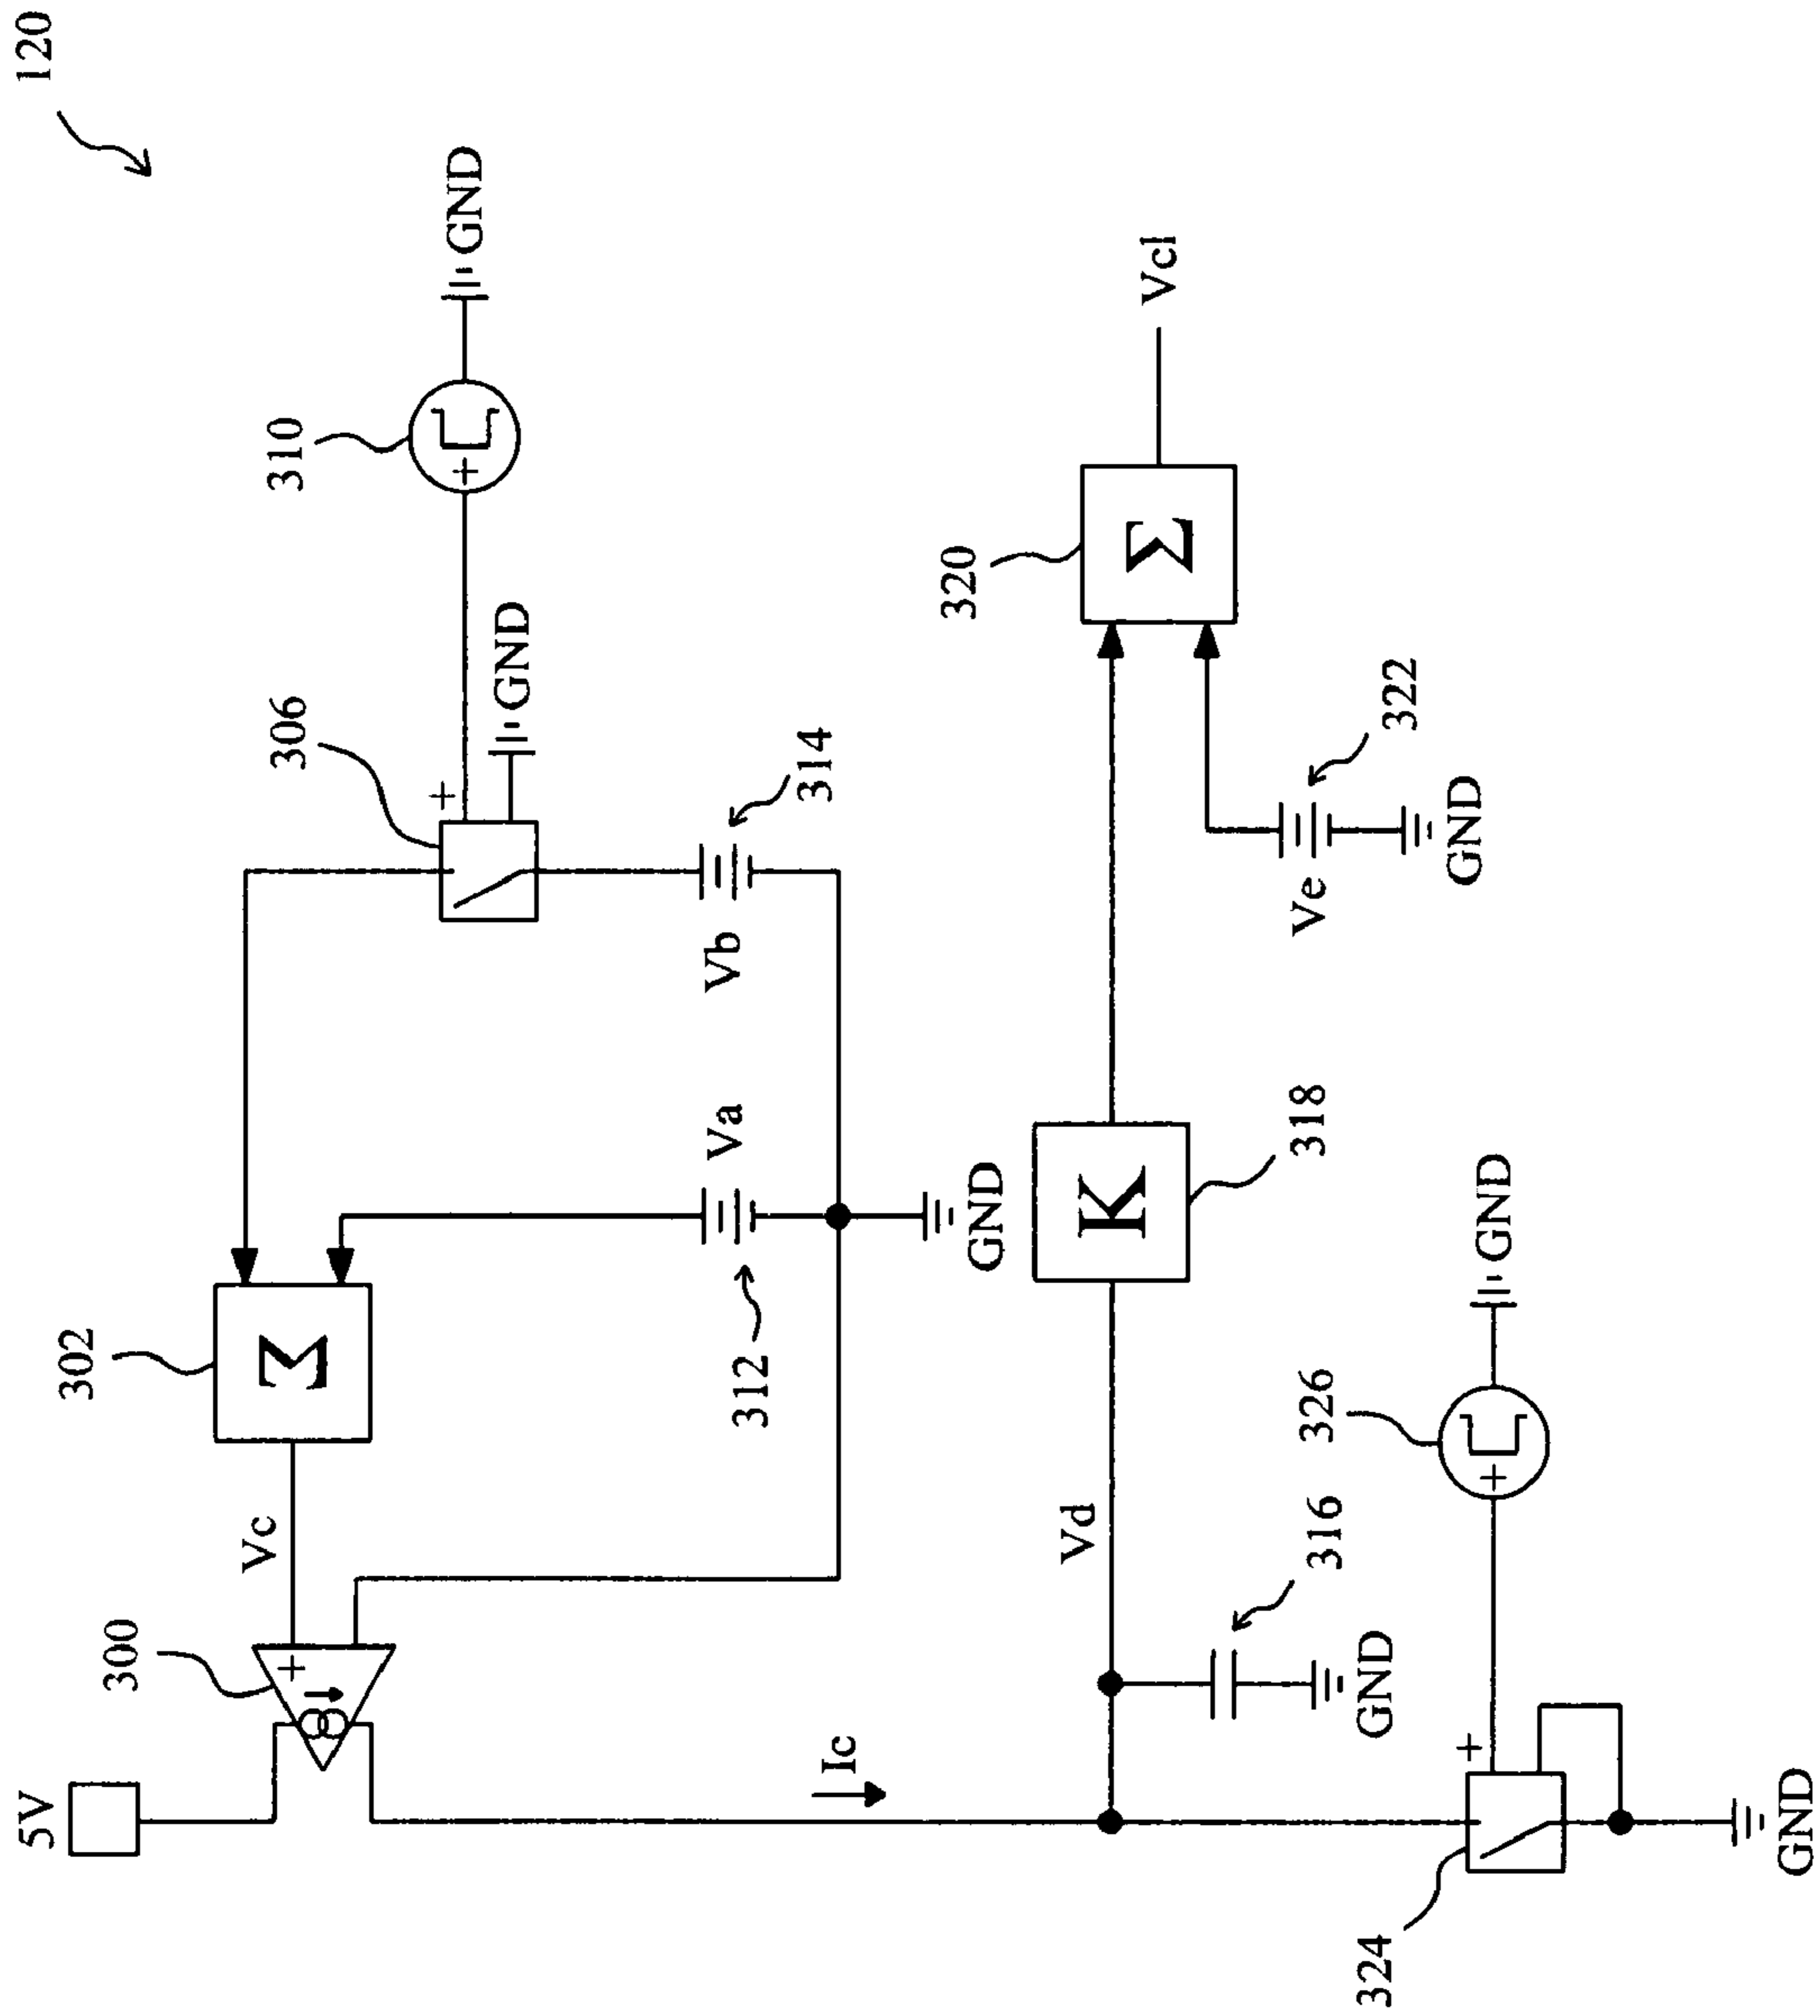 120
5V
300
Vc
302
312
Va
Vb
314
306
GND
310
GND
GND
Ic
Vd
316
GND
K
318
Σ
320
Vcl
Ve
322
GND
324
326
GND
GND
Σ
+
+
+
+
+